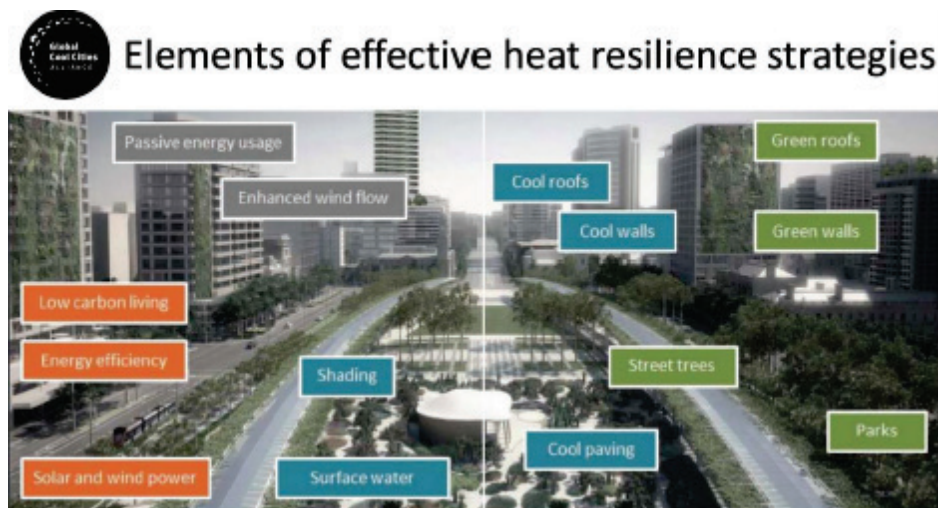 Global
Cool Cities
ALLIANCE
Elements of effective heat resilience strategies
Passive energy usage
Enhanced wind flow
Low carbon living
Energy efficiency
Solar and wind power
Shading
Surface water
Cool roofs
Cool walls
Cool paving
Green roofs
Green walls
Street trees
Parks